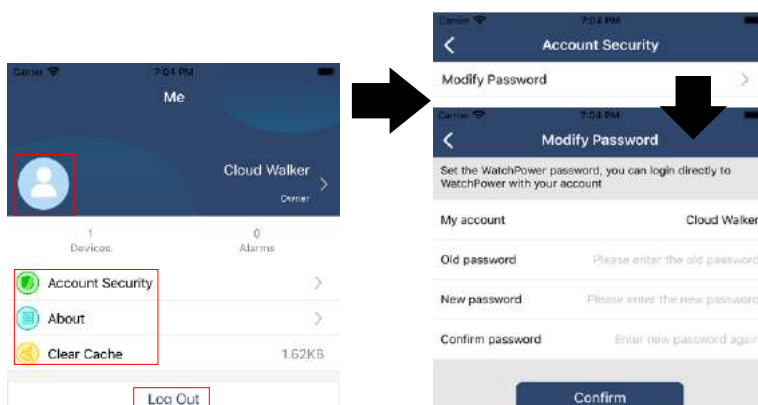 Carrier 7:04 PM
Me
Cloud Walker
Owner
1
Devices
0
Alarms
Account Security
About
Clear Cache 1.62KB
Log Out
Carrier 7:04 PM
Account Security
Modify Password
Carrier 7:04 PM
Modify Password
Set the WatchPower password, you can login directly to
WatchPower with your account
My account Cloud Walker
Old password Please enter the old password
New password Please enter the new password
Confirm password Enter new password again
Confirm